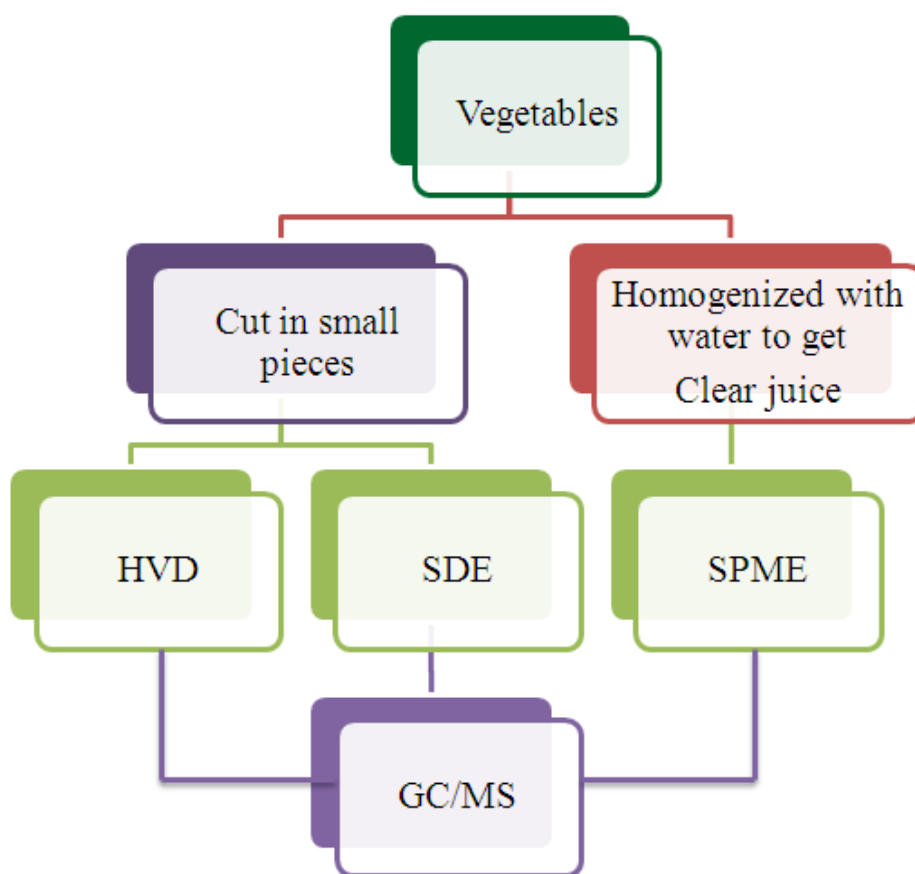 Vegetables
Cut in small
pieces
Homogenized with
water to get
Clear juice
HVD
SDE
SPME
GC/MS